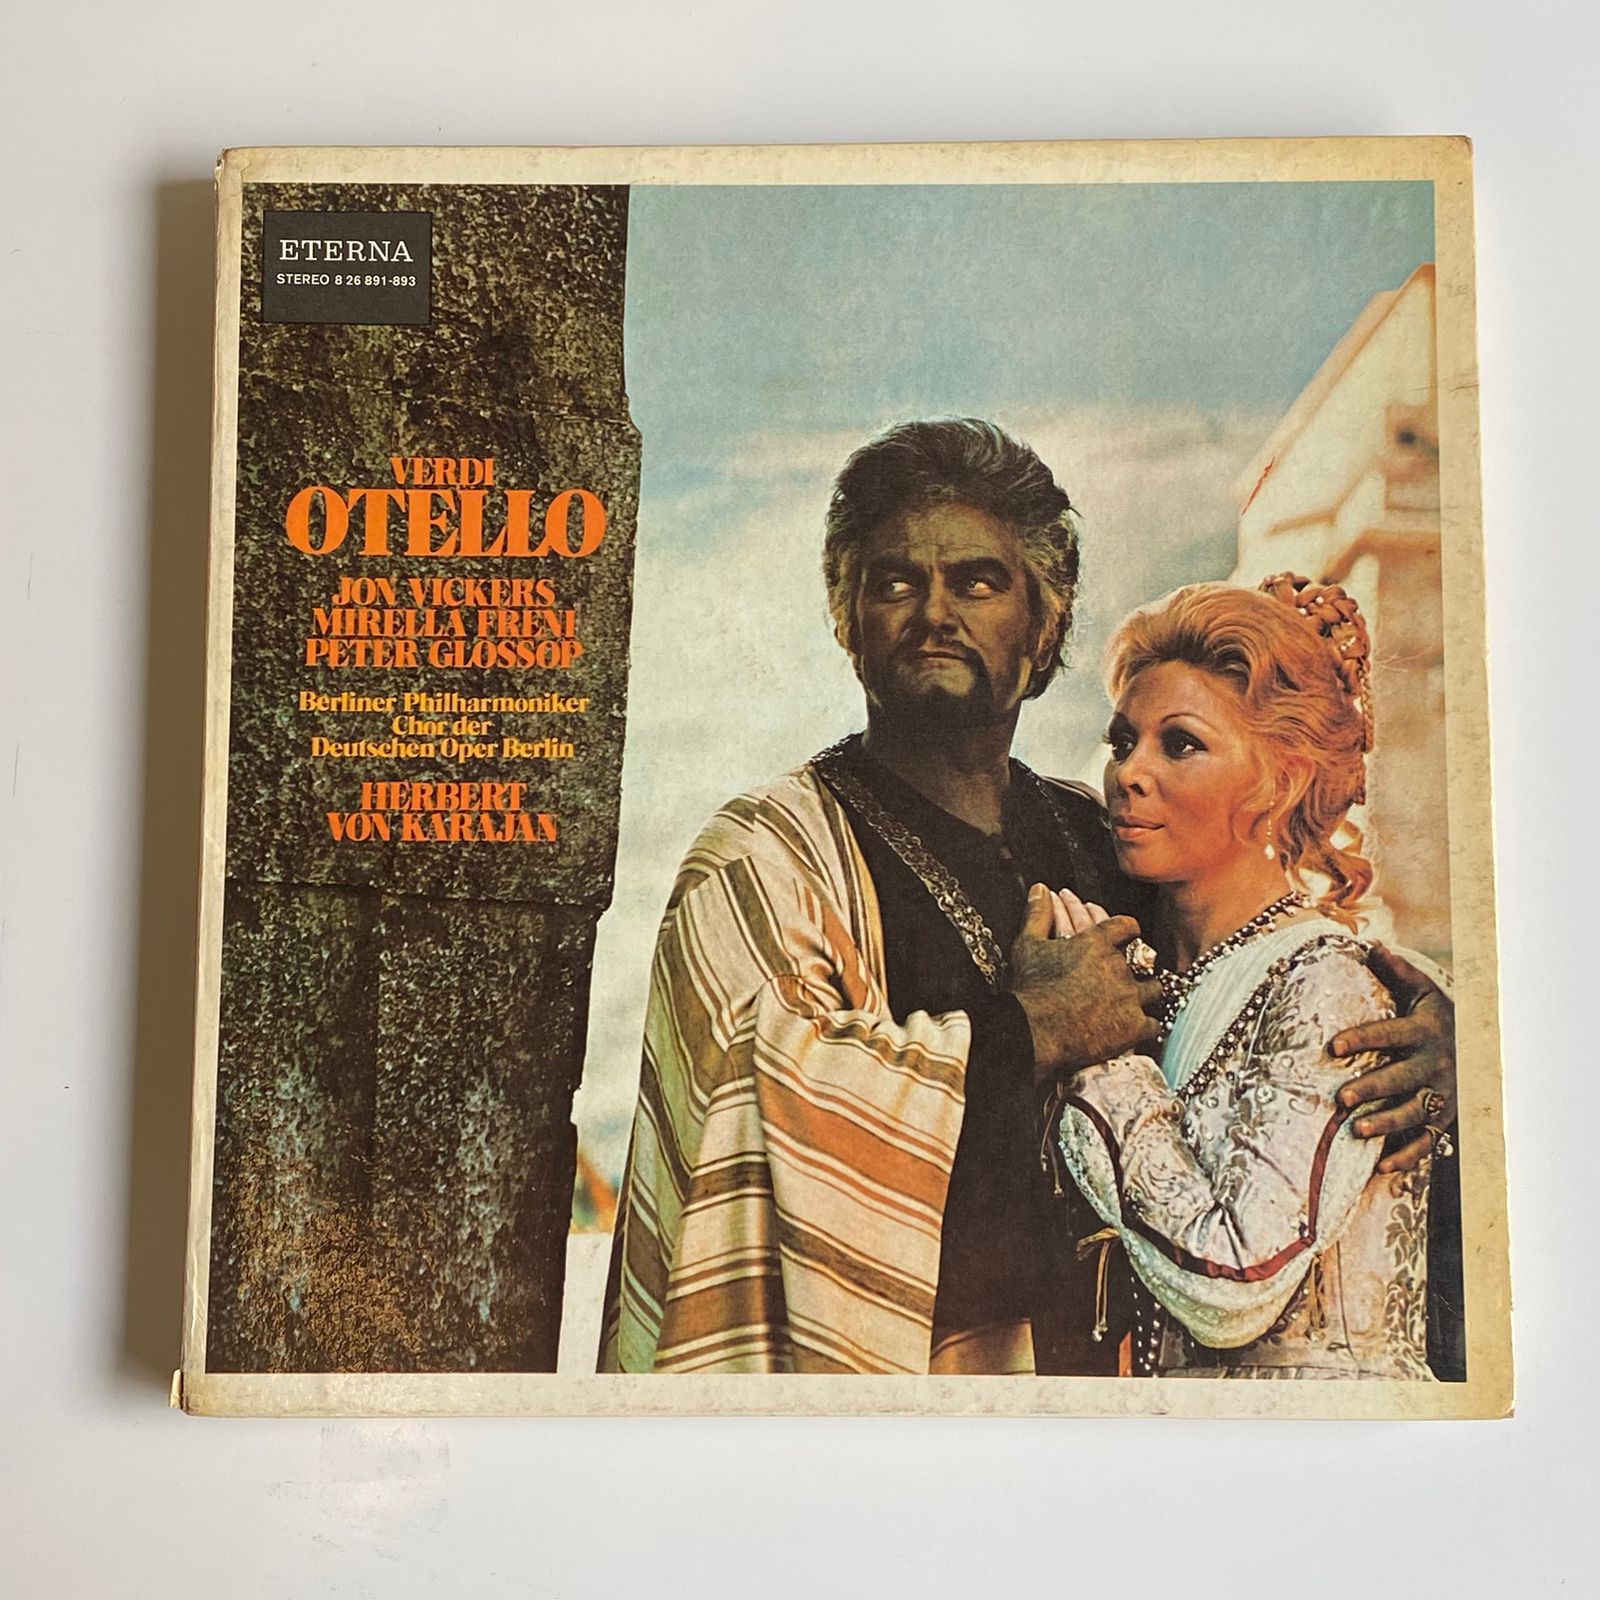 ETERNA
STEREO 8 26 891-893
VERDI
OTELLO
JON VICKERS
MIRELLA FRENI
PETER GLOSSOP
Berliner Philharmoniker
Chor der
Deutschen Oper Berlin
HERBERT
VON KARAJAN